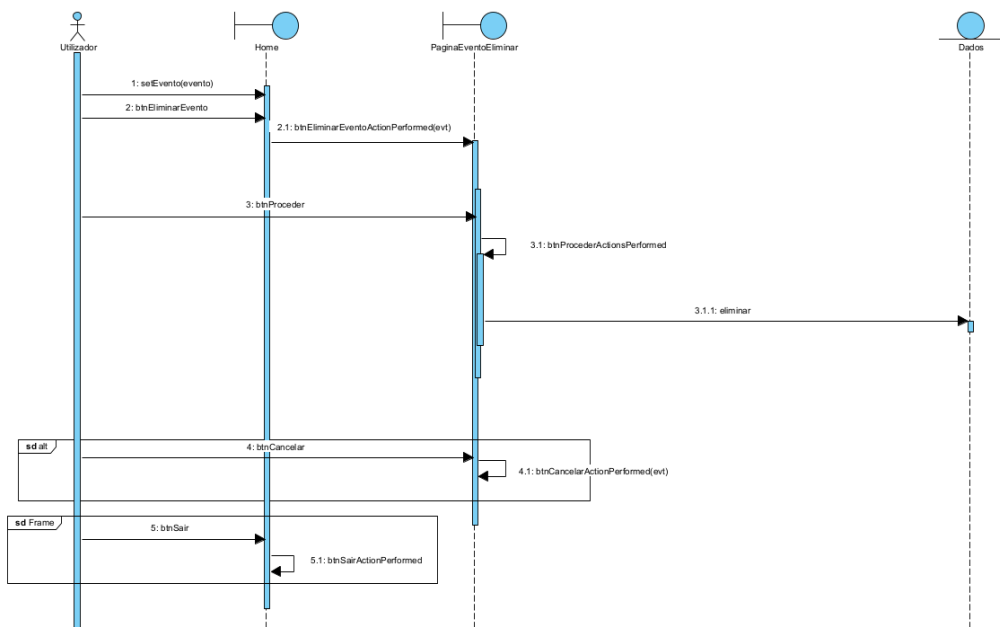 Utilizador
Home
PaginaEventoEliminar
Dados
1: setEvento(evento)
2: btnEliminarEvento
2.1: btnEliminarEventoActionPerformed(evt)
3: btnProceder
3.1: btnProcederActionsPerformed
3.1.1: eliminar
sd alt
4: btnCancelar
4.1: btnCancelarActionPerformed(evt)
sd Frame
5: btnSair
5.1: btnSairActionPerformed